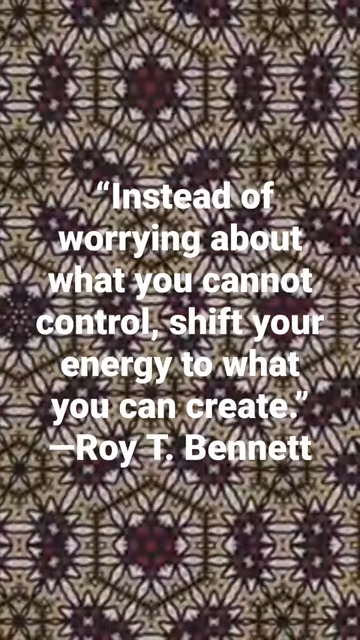 “Instead of
worrying about
what you cannot
control, shift your
energy to what
you can create.”
—Roy T. Bennett